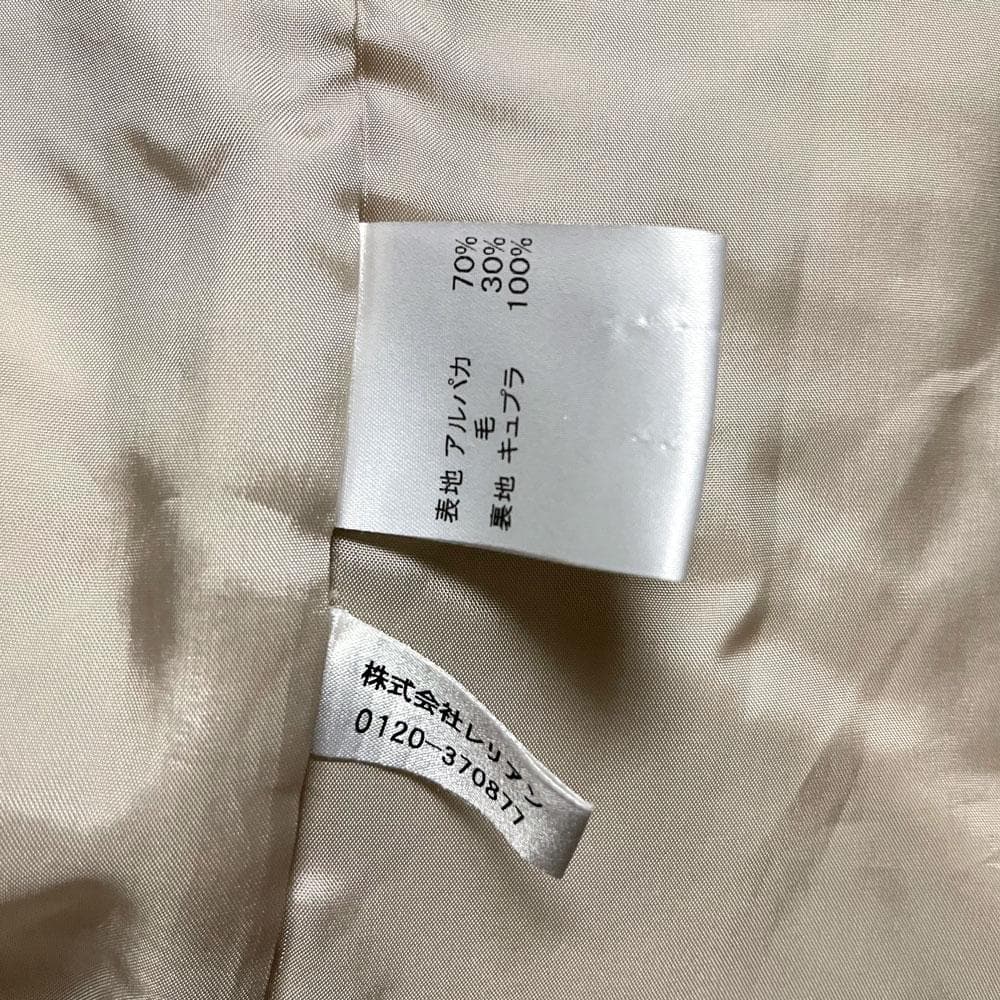 表地 アルパカ 70%
毛 30%
裏地 キュプラ 100%
株式会社レリアン
0120-370877